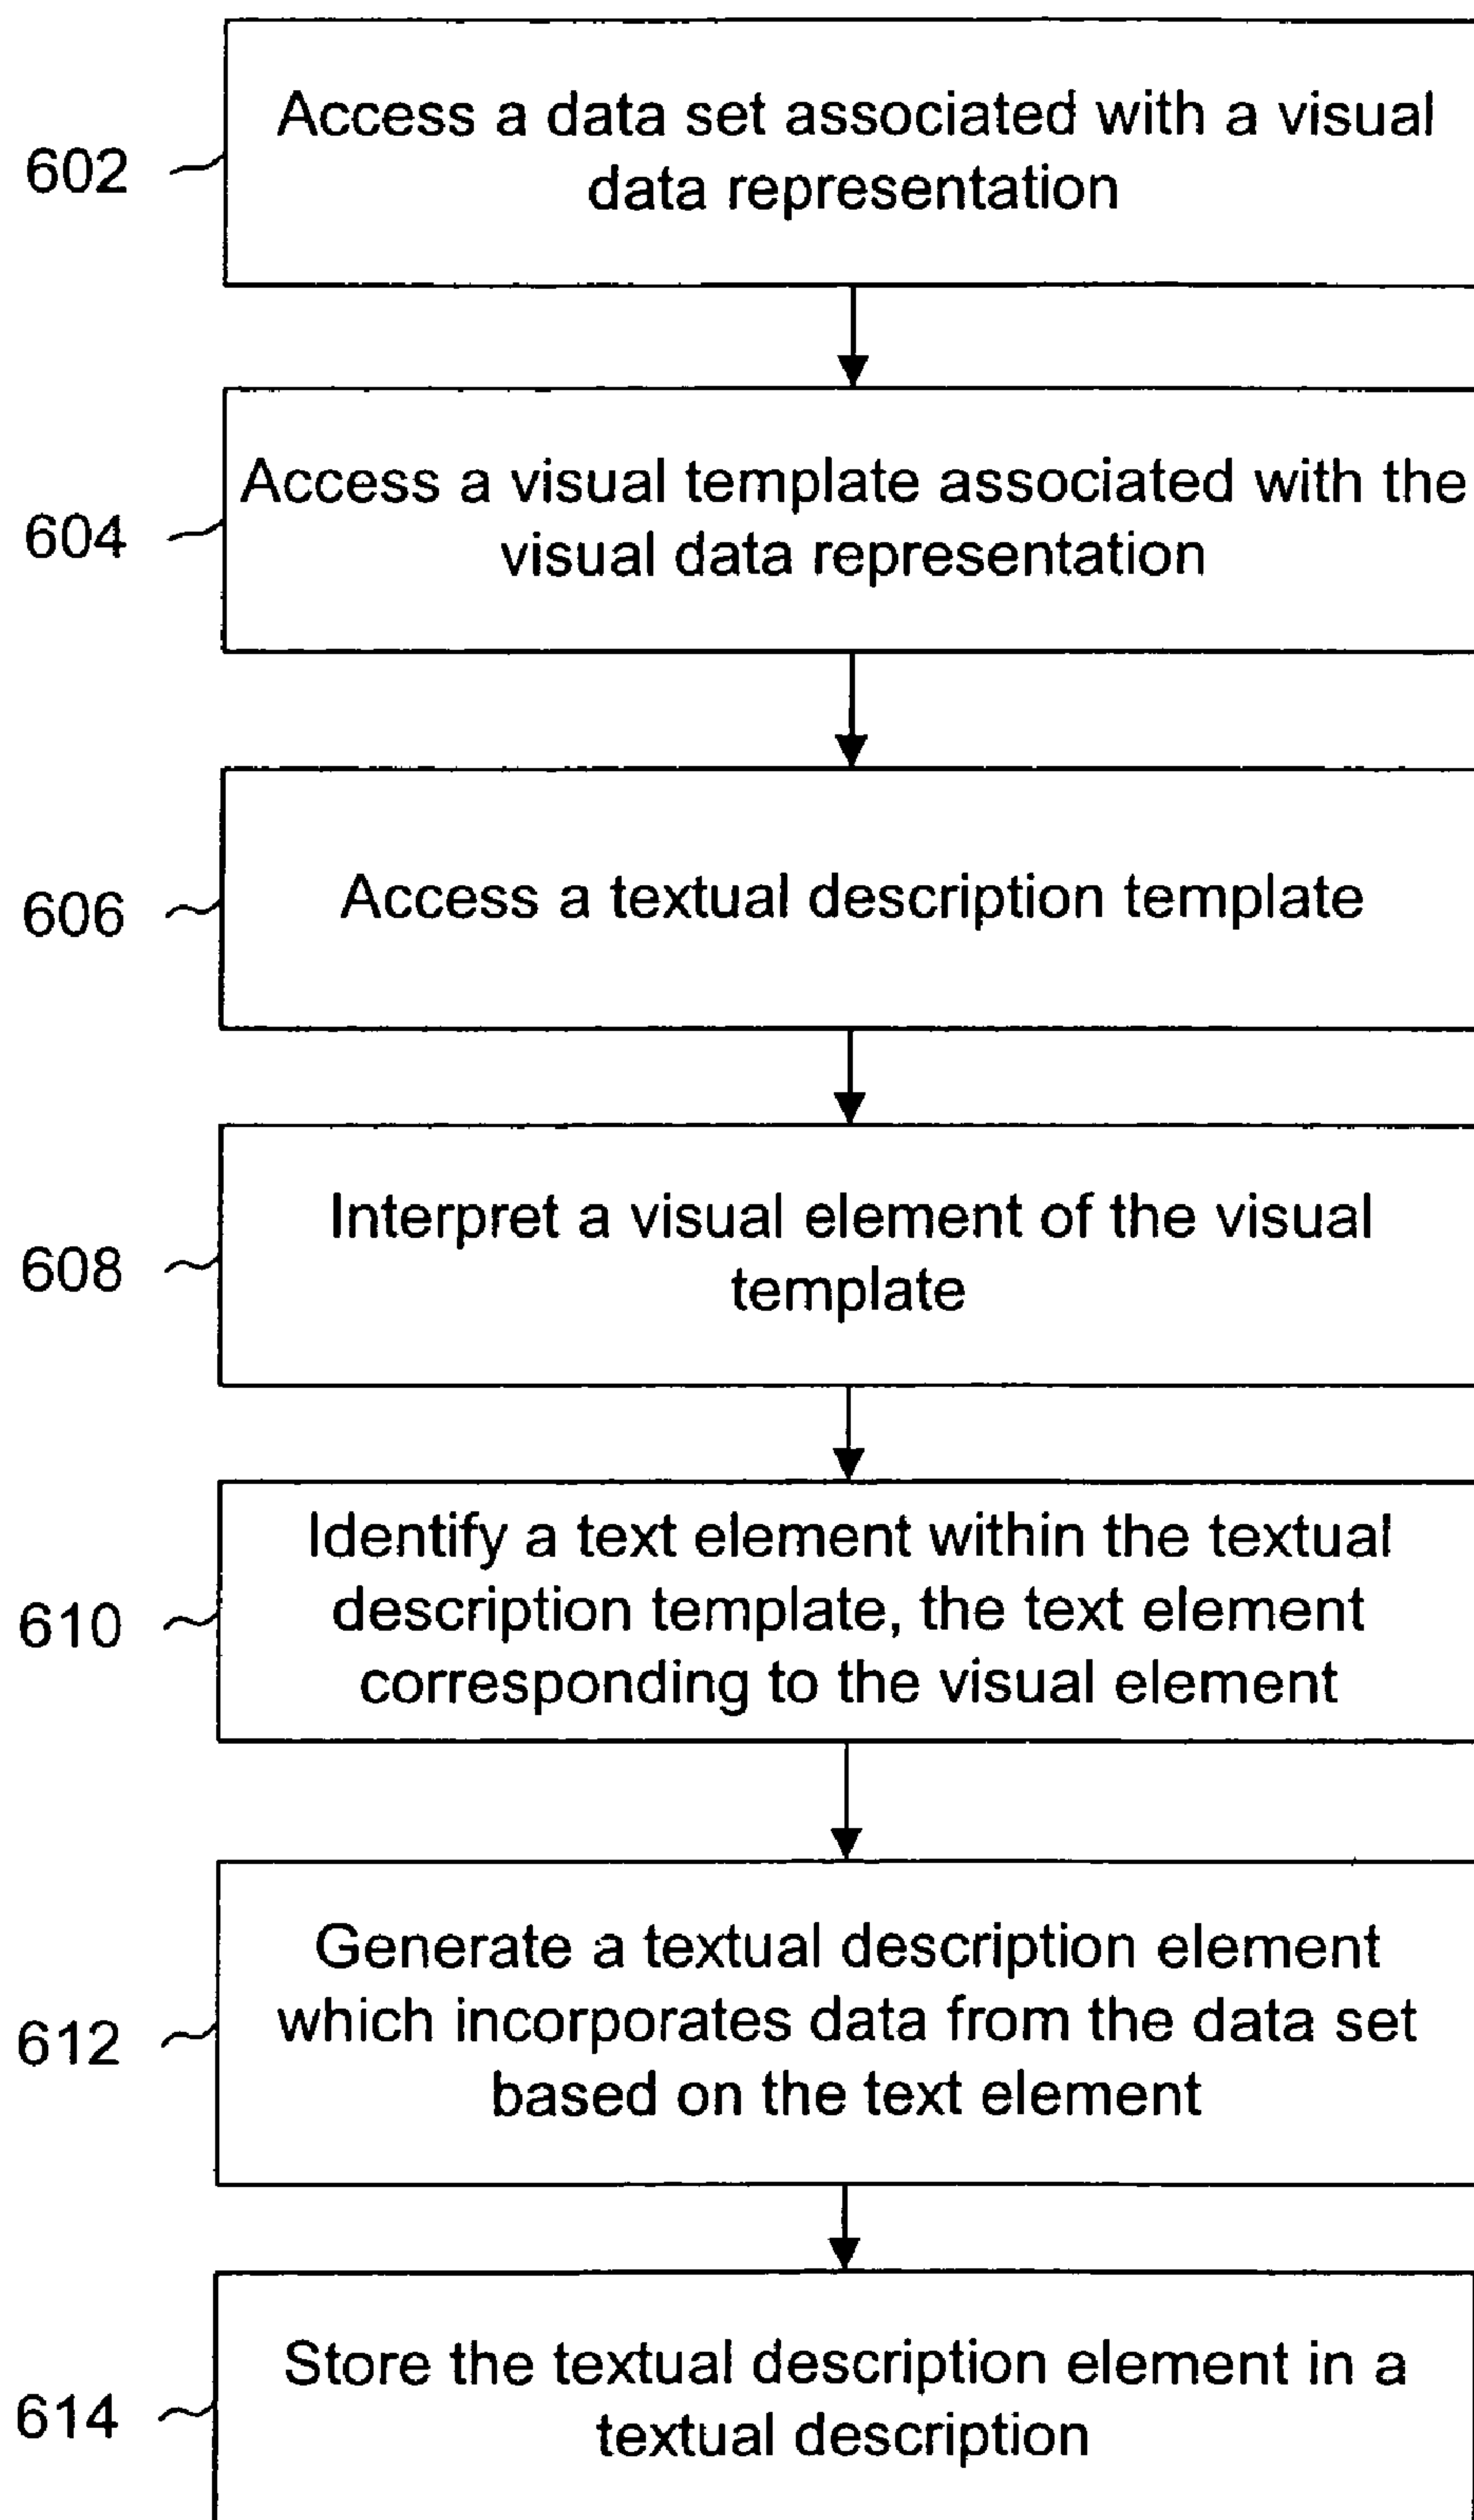 602
Access a data set associated with a visual
data representation
604
Access a visual template associated with the
visual data representation
606
Access a textual description template
608
Interpret a visual element of the visual
template
610
Identify a text element within the textual
description template, the text element
corresponding to the visual element
612
Generate a textual description element
which incorporates data from the data set
based on the text element
614
Store the textual description element in a
textual description